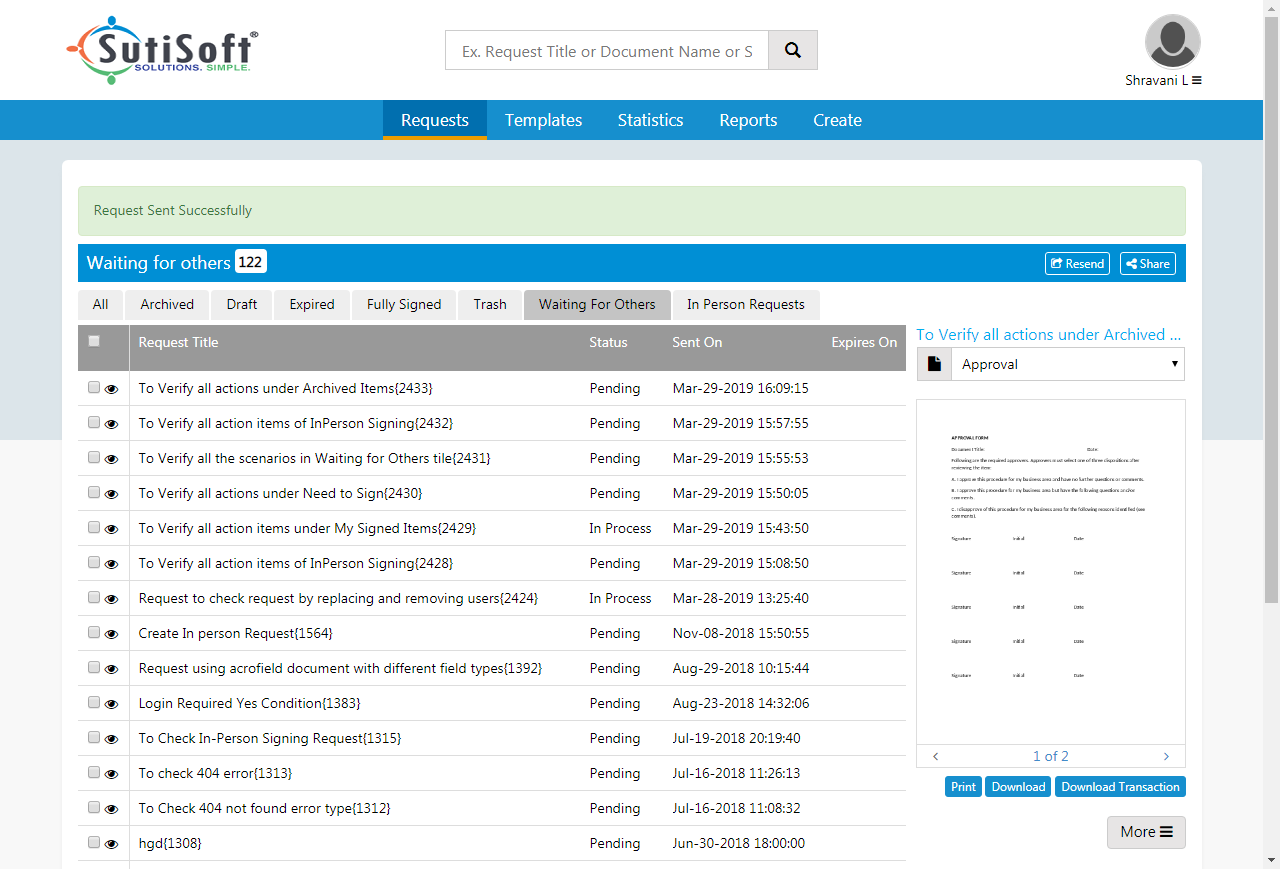 SutiSoft®
SOLUTIONS. SIMPLE.
Ex. Request Title or Document Name or S
Shravani L
Requests Templates Statistics Reports Create
Request Sent Successfully
Waiting for others 122 Resend Share
All Archived Draft Expired Fully Signed Trash Waiting For Others In Person Requests
Request Title Status Sent On Expires On
To Verify all actions under Archived Items{2433} Pending Mar-29-2019 16:09:15
To Verify all action items of InPerson Signing{2432} Pending Mar-29-2019 15:57:55
To Verify all the scenarios in Waiting for Others tile{2431} Pending Mar-29-2019 15:55:53
To Verify all actions under Need to Sign{2430} Pending Mar-29-2019 15:50:05
To Verify all action items under My Signed Items{2429} In Process Mar-29-2019 15:43:50
To Verify all action items of InPerson Signing{2428} Pending Mar-29-2019 15:08:50
Request to check request by replacing and removing users{2424} In Process Mar-28-2019 13:25:40
Create In person Request{1564} Pending Nov-08-2018 15:50:55
Request using acrofield document with different field types{1392} Pending Aug-29-2018 10:15:44
Login Required Yes Condition{1383} Pending Aug-23-2018 14:32:06
To Check In-Person Signing Request{1315} Pending Jul-19-2018 20:19:40
To check 404 error{1313} Pending Jul-16-2018 11:26:13
To Check 404 not found error type{1312} Pending Jul-16-2018 11:08:32
hgd{1308} Pending Jun-30-2018 18:00:00
To Verify all actions under Archived ...
Approval
APPROVAL FORM
Document Title: Date:
Following are the required approvers. Approvers must select one of three dispositions after
reviewing the item:
A. I approve this procedure for my business area and have no further questions or comments.
B. I approve this procedure for my business area but have the following questions and/or
comments.
C. I disapprove of this procedure for my business area for the following reasons identified (see
comments).
Signature Initial Date
Signature Initial Date
Signature Initial Date
Signature Initial Date
Signature Initial Date
1 of 2
Print Download Download Transaction
More